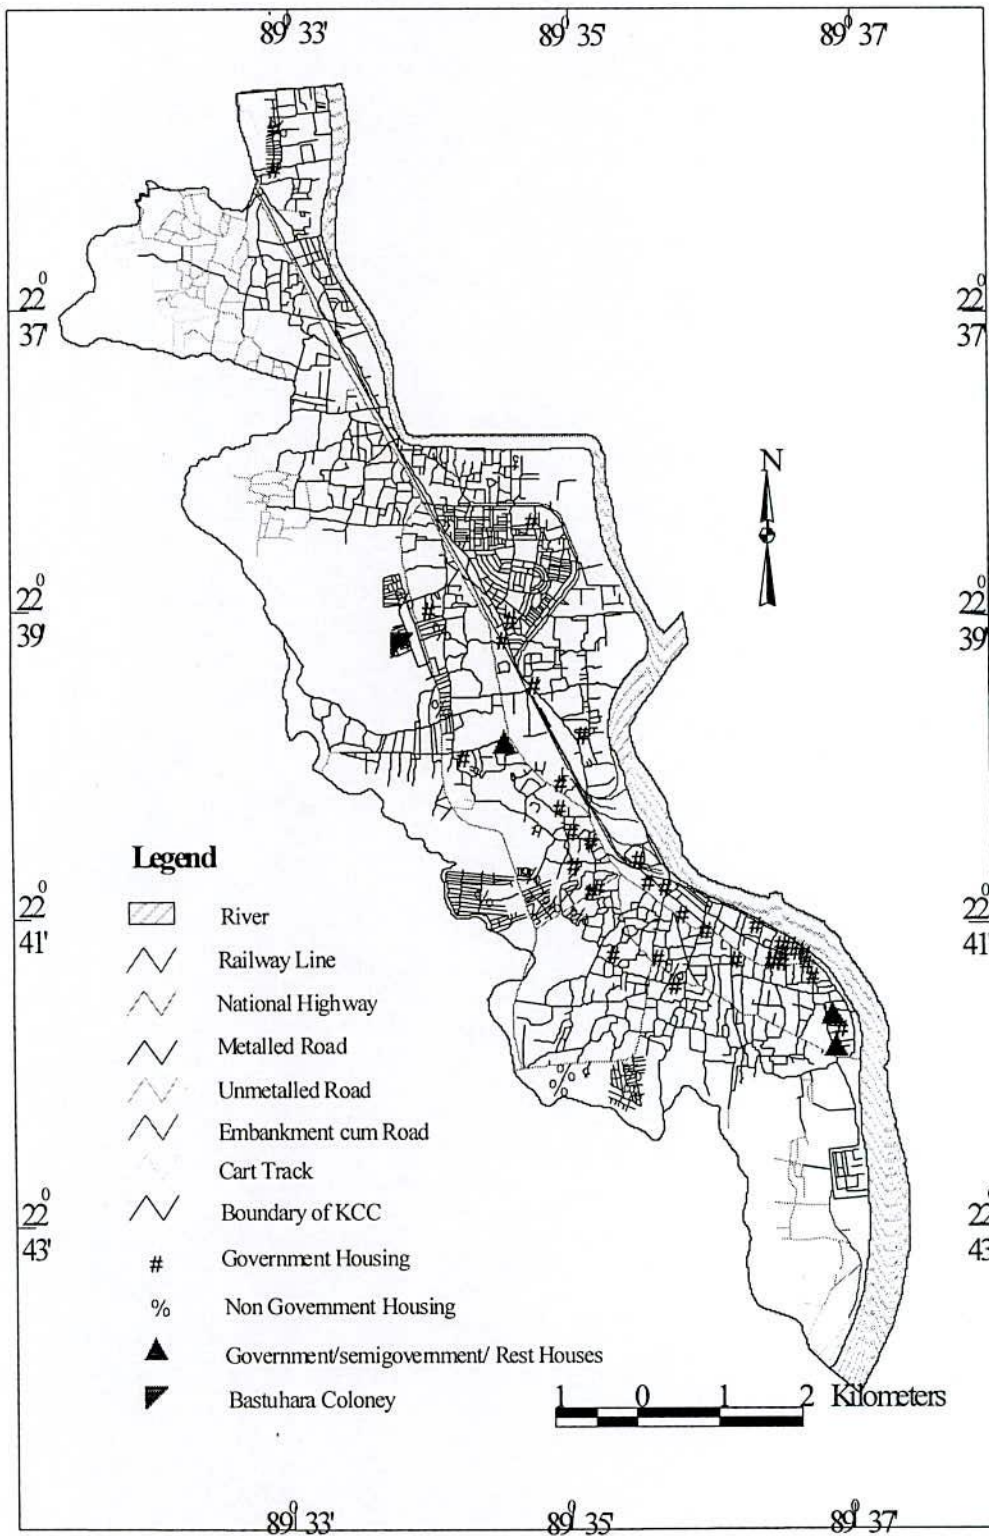 89⁰ 33' 89⁰ 35' 89⁰ 37'
22⁰ 37' 22⁰ 37'
N
22⁰ 39' 22⁰ 39'
Legend
22⁰ 41' 22⁰ 41'
River
Railway Line
National Highway
Metalled Road
Unmetalled Road
Embankment cum Road
Cart Track
Boundary of KCC
22⁰ 43' 22⁰ 43
# Government Housing
% Non Government Housing
Government/semigovernment/ Rest Houses
Bastuhara Coloney
1 0 1 2 Kilometers
89⁰ 33' 89⁰ 35' 89⁰ 37'